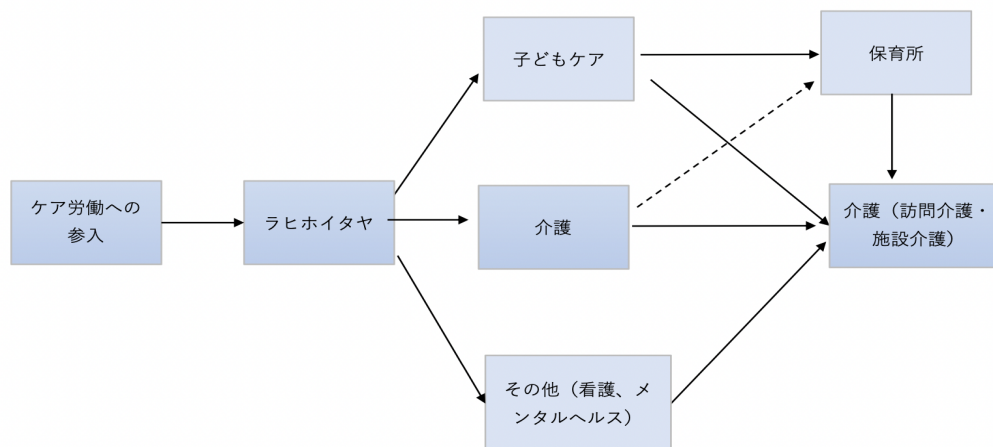 子どもケア
保育所
ケア労働への
参入
ラヒホイタヤ
介護
介護（訪問介護・
施設介護）
その他（看護、メ
ンタルヘルス）